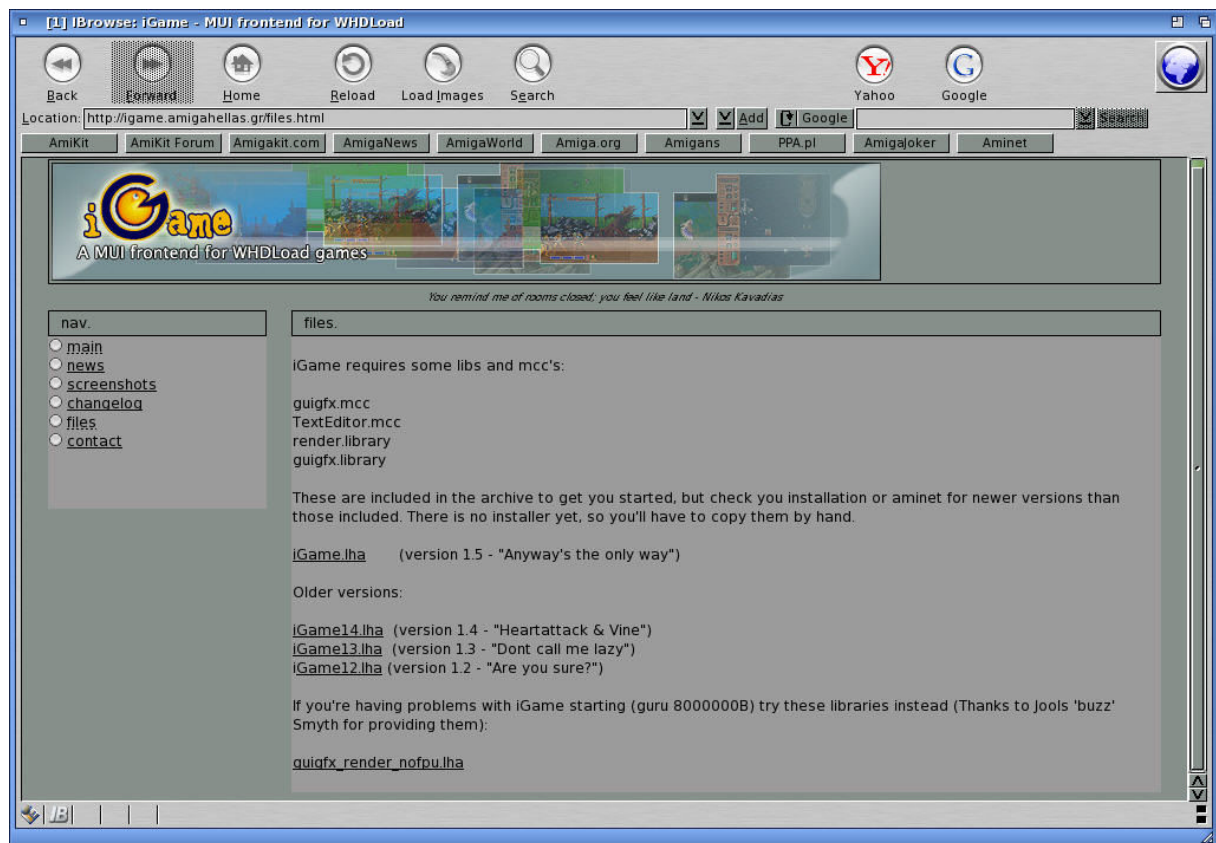 [1] IBrowse: iGame - MUI frontend for WHDLoad
Back Forward Home Reload Load Images Search Yahoo Google
Location: http://igame.amigahellas.gr/files.html Add Google Search
AmiKit AmiKit Forum Amigakit.com AmigaNews AmigaWorld Amiga.org Amigans PPA.pl AmigaJoker Aminet
iGame
A MUI frontend for WHDLoad games
You remind me of rooms closed; you feel like land - Nikos Kavadias
nav.
main
news
screenshots
changelog
files
contact
files.
iGame requires some libs and mcc's:
guigfx.mcc
TextEditor.mcc
render.library
guigfx.library
These are included in the archive to get you started, but check you installation or aminet for newer versions than
those included. There is no installer yet, so you'll have to copy them by hand.
iGame.lha (version 1.5 - "Anyway's the only way")
Older versions:
iGame14.lha (version 1.4 - "Heartattack & Vine")
iGame13.lha (version 1.3 - "Dont call me lazy")
iGame12.lha (version 1.2 - "Are you sure?")
If you're having problems with iGame starting (guru 8000000B) try these libraries instead (Thanks to Jools 'buzz'
Smyth for providing them):
guigfx_render_nofpu.lha
IB